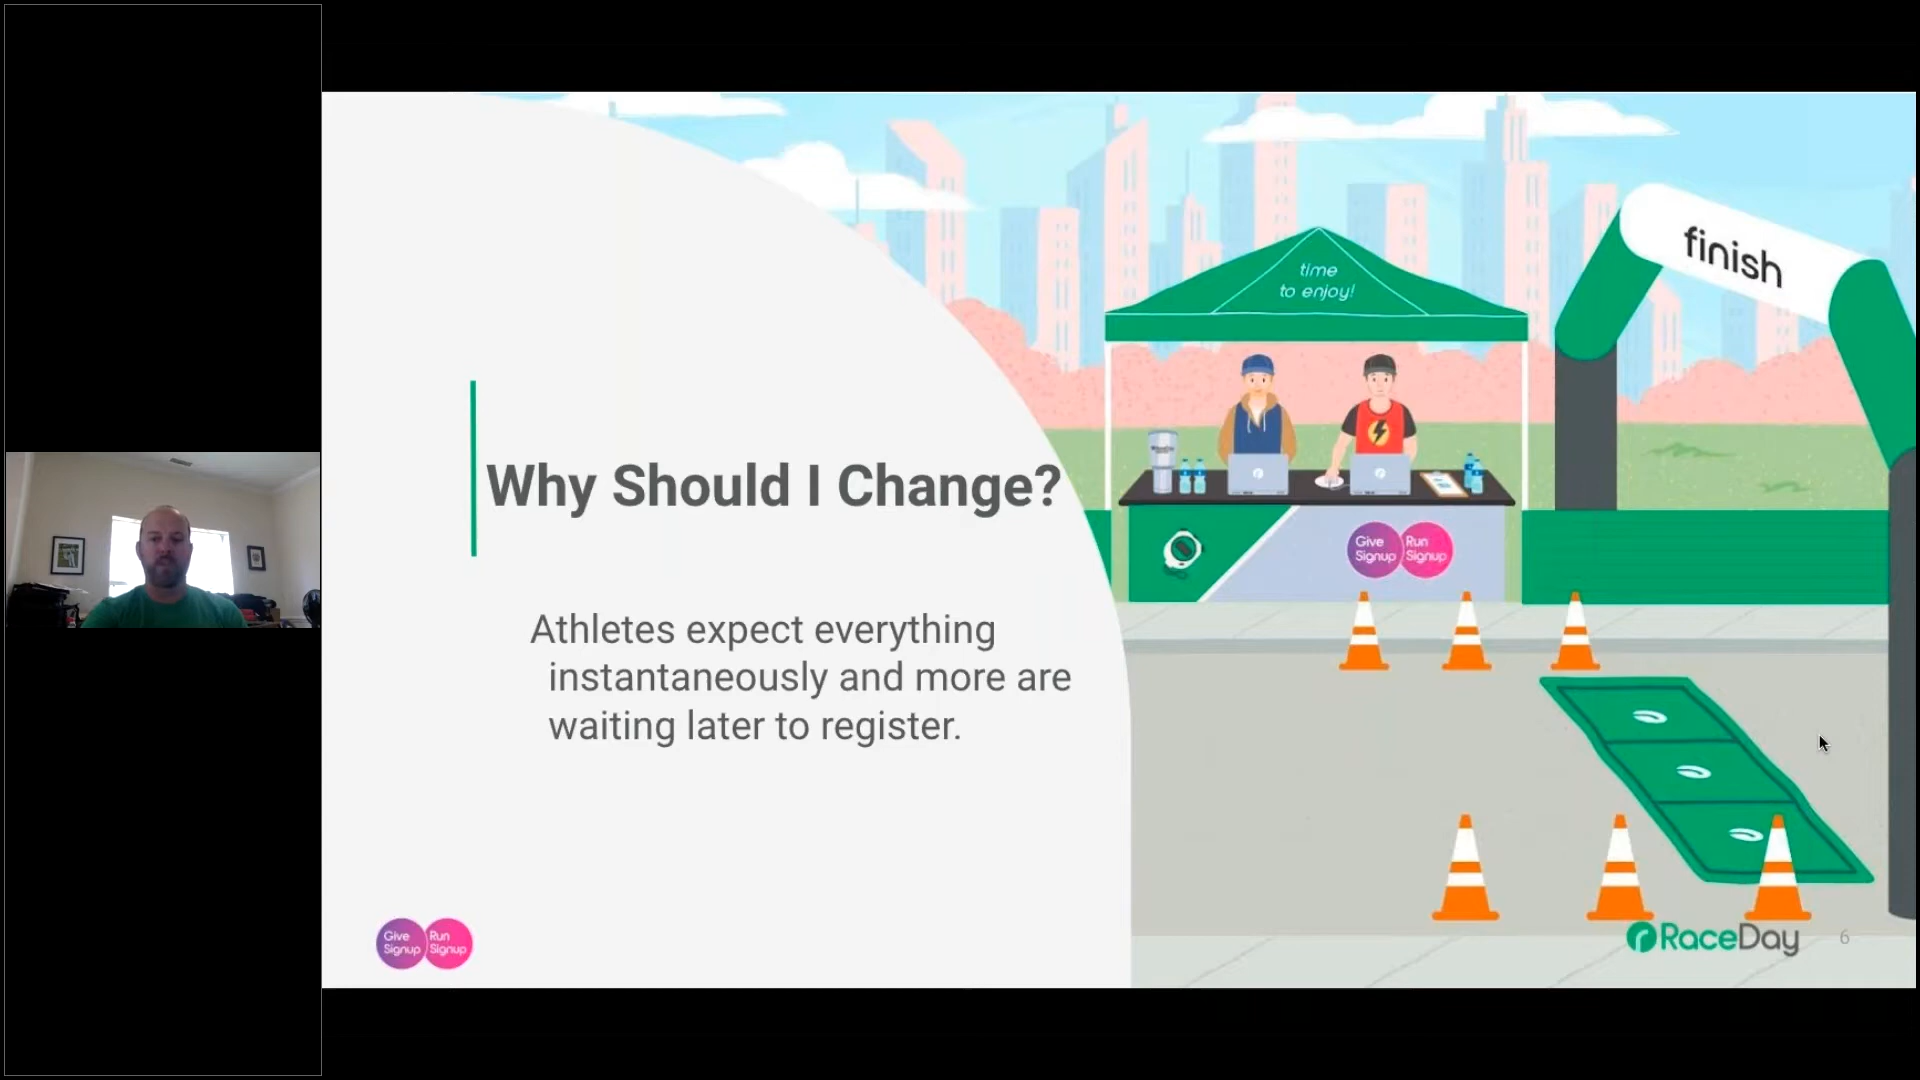 time
to enjoy!
finish
Why Should I Change?
Give
Signup
Run
Signup
Athletes expect everything
instantaneously and more are
waiting later to register.
Give
Signup
Run
Signup
RaceDay
6